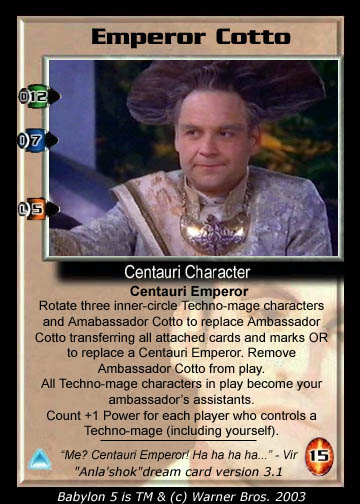 Emperor Cotto
D 12
D 7
L 5
Centauri Character
Centauri Emperor
Rotate three inner-circle Techno-mage characters
and Amabassador Cotto to replace Ambassador
Cotto transferring all attached cards and marks OR
to replace a Centauri Emperor. Remove
Ambassador Cotto from play.
All Techno-mage characters in play become your
ambassador's assistants.
Count +1 Power for each player who controls a
Techno-mage (including yourself).
"Me? Centauri Emperor! Ha ha ha ha..." - Vir
15
"Anla'shok"dream card version 3.1
Babylon 5 is TM & (c) Warner Bros. 2003